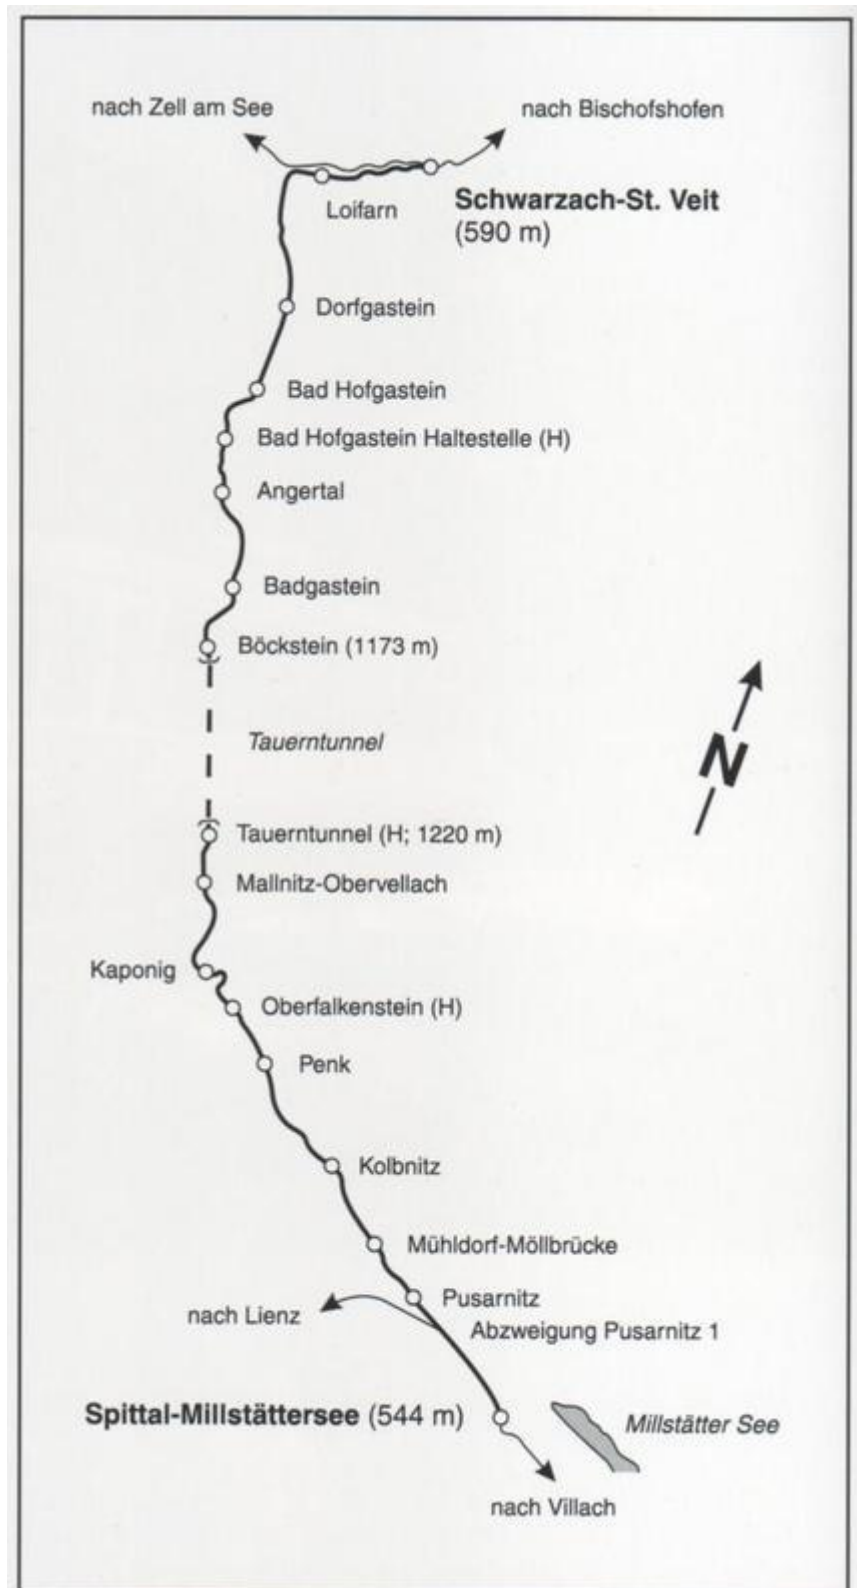 nach Zell am See
nach Bischofshofen
Schwarzach-St. Veit
(590 m)
Loifarn
Dorfgastein
Bad Hofgastein
Bad Hofgastein Haltestelle (H)
Angertal
Badgastein
Böckstein (1173 m)
Tauerntunnel
N
Tauerntunnel (H; 1220 m)
Mallnitz-Obervellach
Kaponig
Oberfalkenstein (H)
Penk
Kolbnitz
Mühldorf-Möllbrücke
Pusarnitz
nach Lienz
Abzweigung Pusarnitz 1
Spittal-Millstättersee (544 m)
Millstätter See
nach Villach